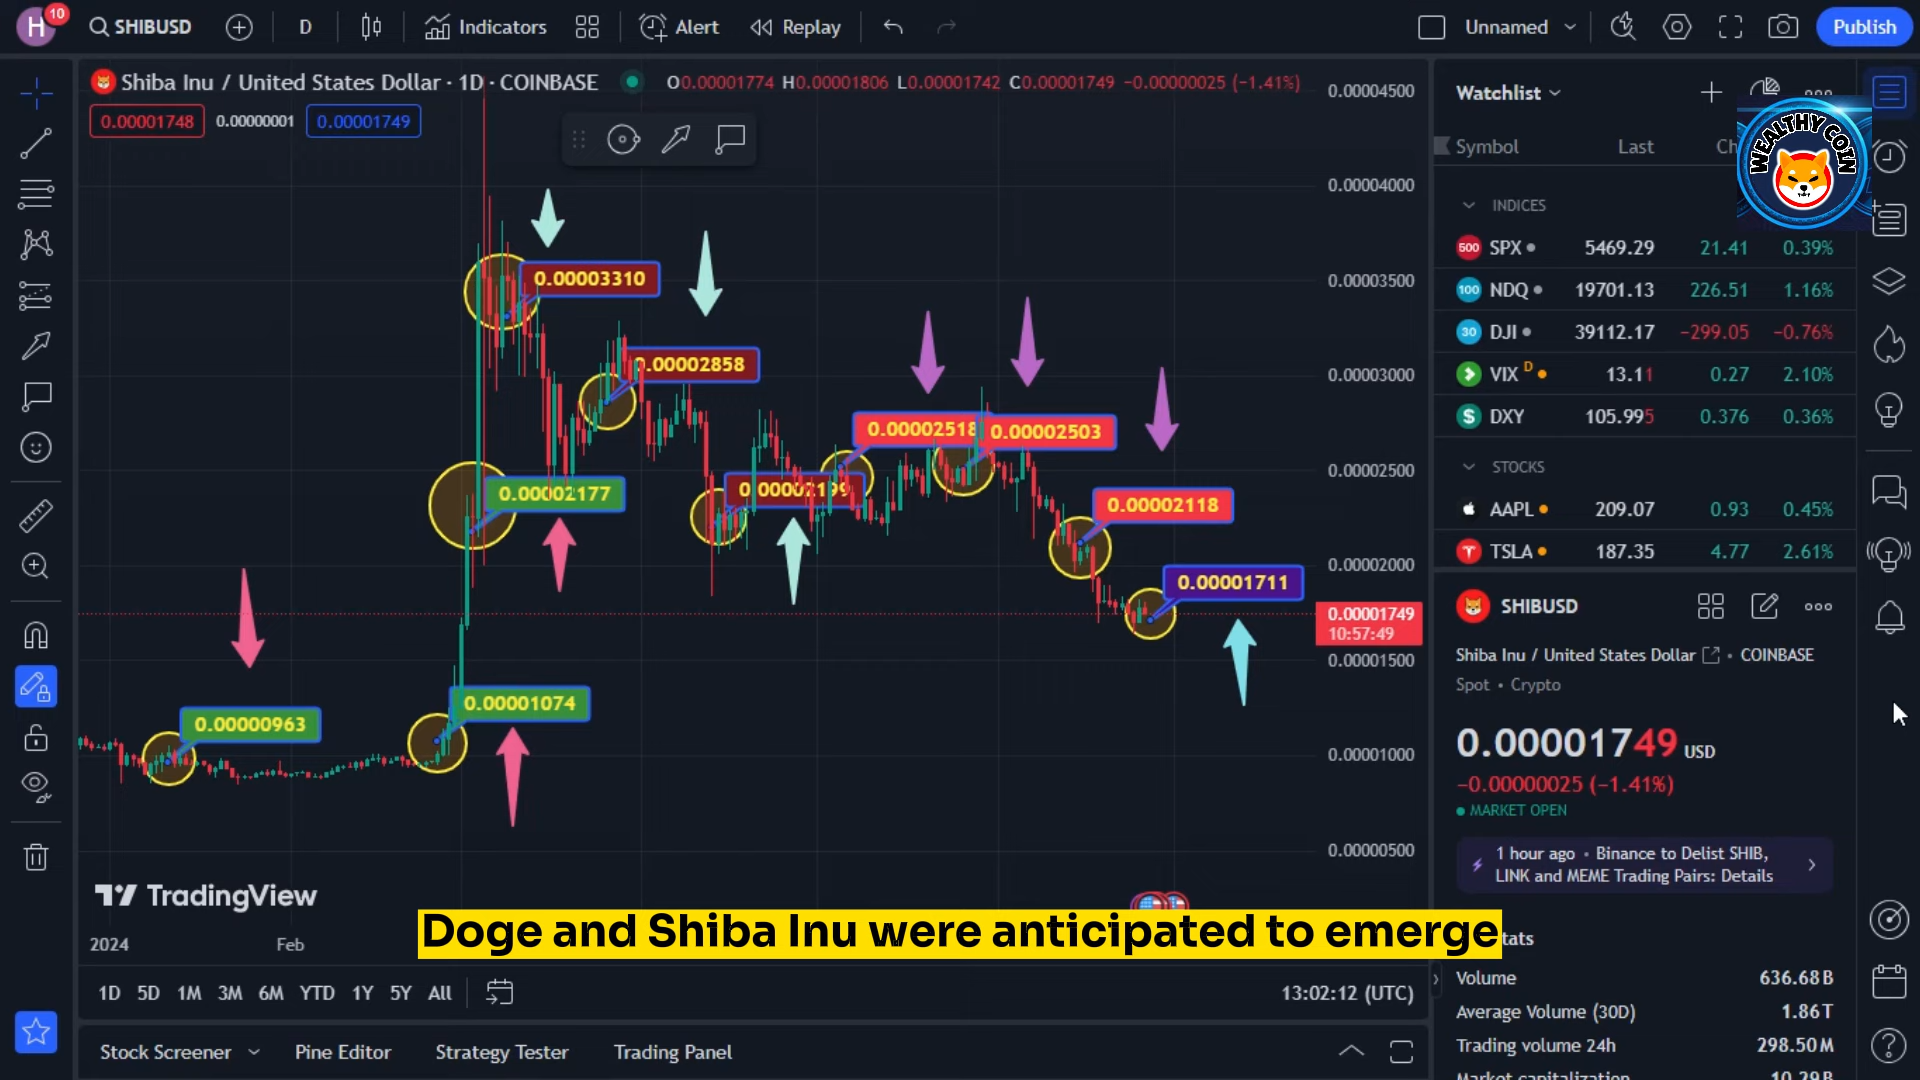 H
10
SHIBUSD
D
Indicators
Alert
Replay
Unnamed
Publish
Shiba Inu / United States Dollar · 1D · COINBASE
O0.00001774 H0.00001806 L0.00001742 C0.00001749 −0.00000025 (−1.41%)
0.00001748
0.00000001
0.00001749
0.00003310
0.00002858
0.00002177
0.00002199
0.00002518
0.00002503
0.00002118
0.00001711
0.00001074
0.00000963
0.00004500
0.00004000
0.00003500
0.00003000
0.00002500
0.00002000
0.00001749
10:57:49
0.00001500
0.00001000
0.00000500
TradingView
2024
Feb
Doge and Shiba Inu were anticipated to emerge
1D 5D 1M 3M 6M YTD 1Y 5Y All
13:02:12 (UTC)
Stock Screener
Pine Editor
Strategy Tester
Trading Panel
Watchlist
WEALTHY COIN
Symbol Last
INDICES
500 SPX 5469.29 21.41 0.39%
100 NDQ 19701.13 226.51 1.16%
30 DJI 39112.17 −299.05 −0.76%
VIX D 13.11 0.27 2.10%
$ DXY 105.995 0.376 0.36%
STOCKS
AAPL 209.07 0.93 0.45%
TSLA 187.35 4.77 2.61%
SHIBUSD
Shiba Inu / United States Dollar • COINBASE
Spot • Crypto
0.00001749 USD
−0.00000025 (−1.41%)
MARKET OPEN
1 hour ago • Binance to Delist SHIB,
LINK and MEME Trading Pairs: Details
Volume 636.68B
Average Volume (30D) 1.86T
Trading volume 24h 298.50M
Market capitalization 10.29B